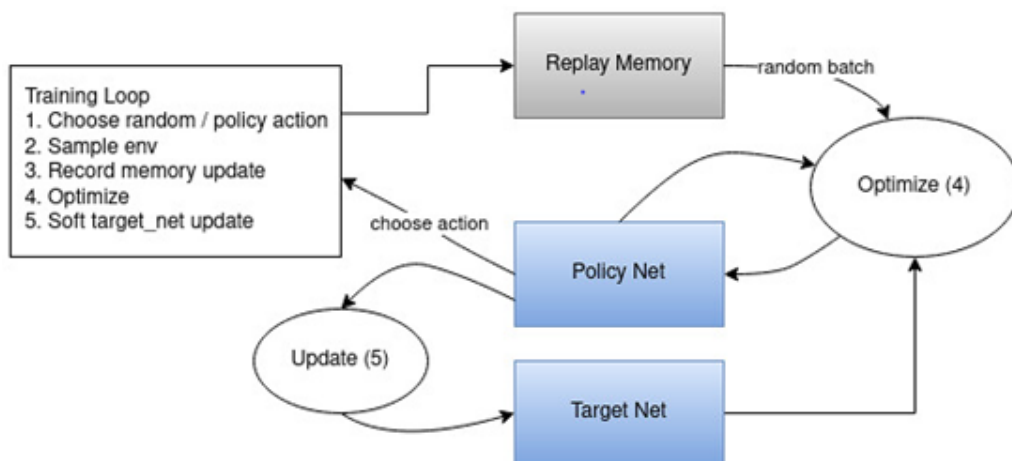 Replay Memory
random batch
Training Loop
1. Choose random / policy action
2. Sample env
3. Record memory update
4. Optimize
5. Soft target_net update
Optimize (4)
choose action
Policy Net
Update (5)
Target Net